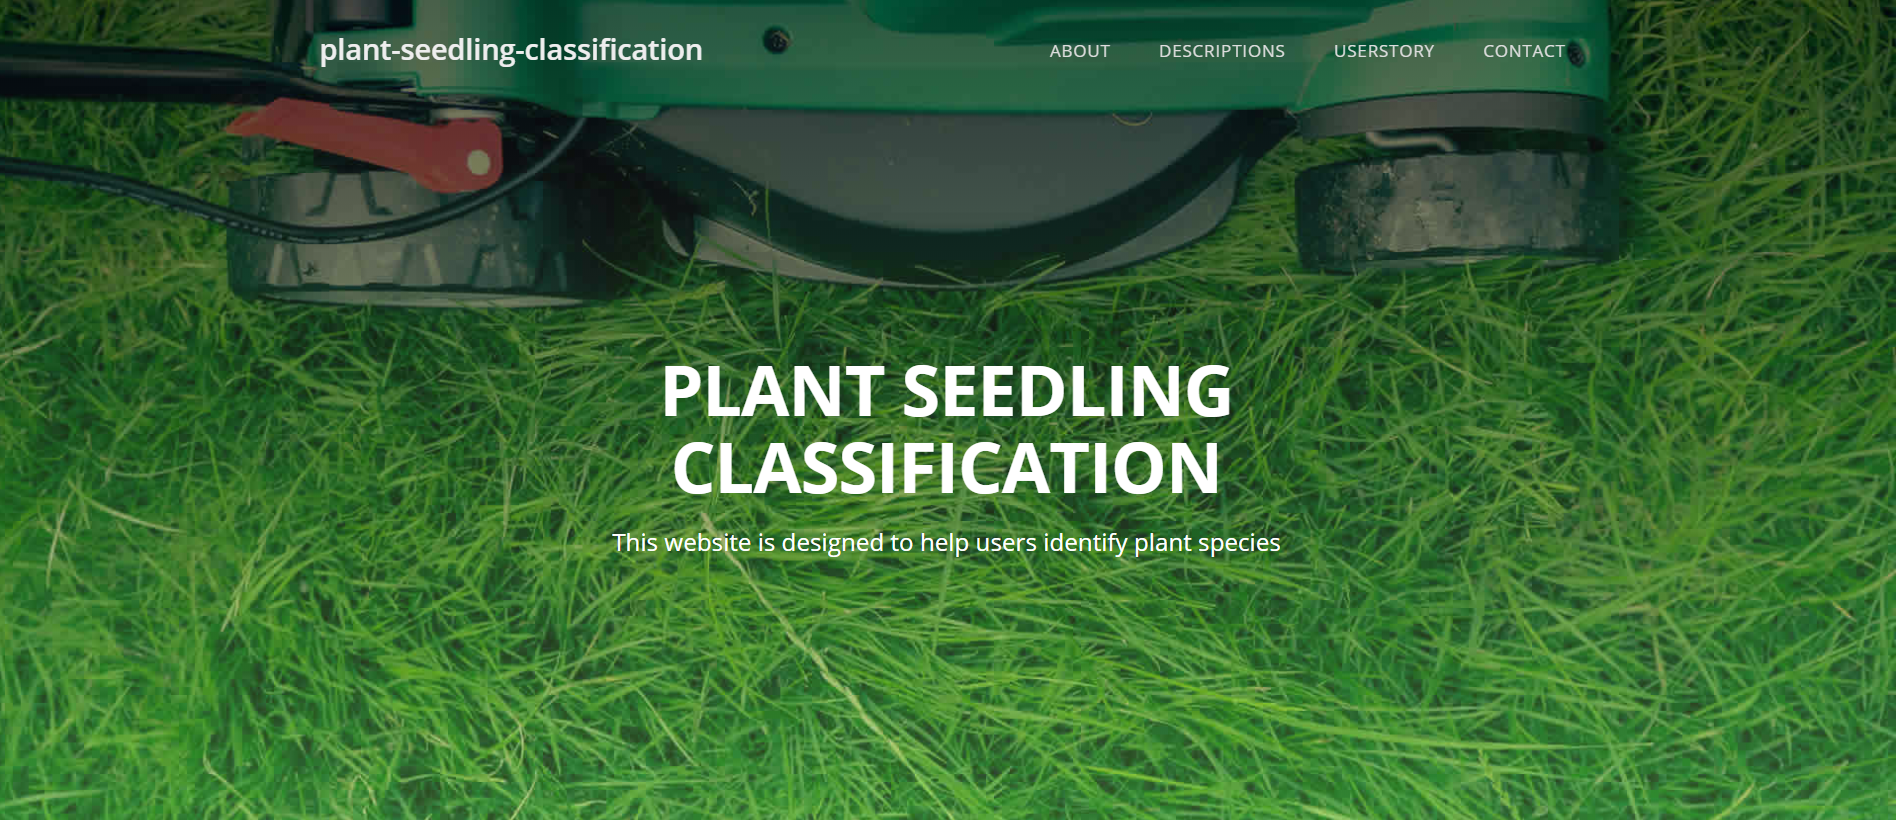 plant-seedling-classification
ABOUT DESCRIPTIONS USERSTORY CONTACT
PLANT SEEDLING
CLASSIFICATION
This website is designed to help users identify plant species